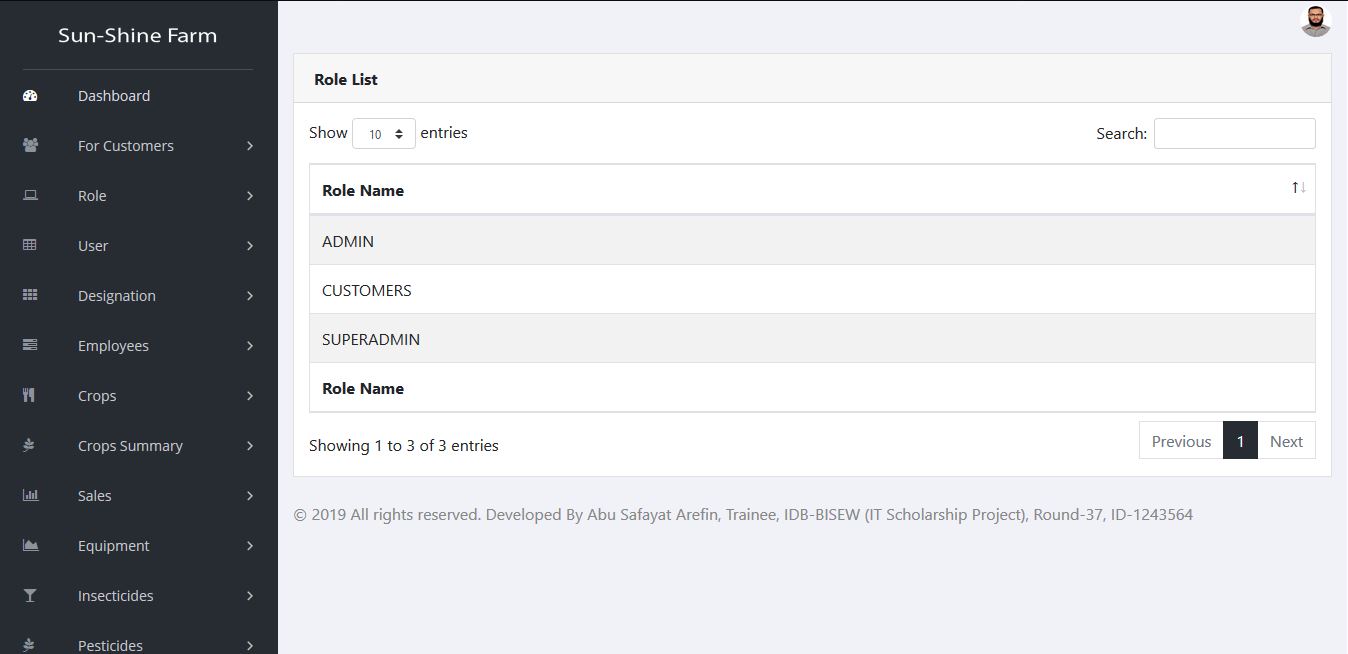 Sun-Shine Farm
Dashboard
For Customers
Role
User
Designation
Employees
Crops
Crops Summary
Sales
Equipment
Insecticides
Pesticides
Role List
Show 10 entries
Search:
Role Name
ADMIN
CUSTOMERS
SUPERADMIN
Role Name
Showing 1 to 3 of 3 entries
Previous 1 Next
© 2019 All rights reserved. Developed By Abu Safayat Arefin, Trainee, IDB-BISEW (IT Scholarship Project), Round-37, ID-1243564